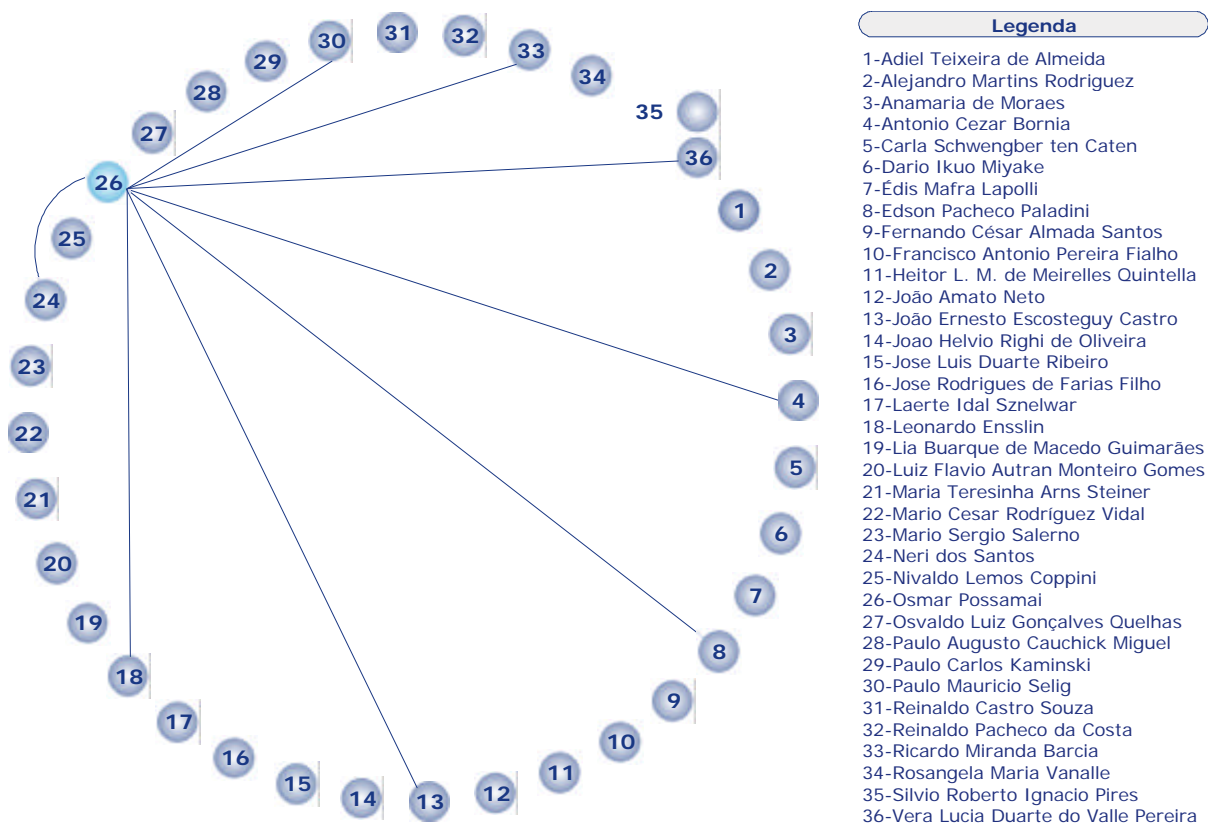 Legenda
1-Adiel Teixeira de Almeida
2-Alejandro Martins Rodriguez
3-Anamaria de Moraes
4-Antonio Cezar Bornia
5-Carla Schwengber ten Caten
6-Dario Ikuo Miyake
7-Édis Mafra Lapolli
8-Edson Pacheco Paladini
9-Fernando César Almada Santos
10-Francisco Antonio Pereira Fialho
11-Heitor L. M. de Meirelles Quintella
12-João Amato Neto
13-João Ernesto Escosteguy Castro
14-Joao Helvio Righi de Oliveira
15-Jose Luis Duarte Ribeiro
16-Jose Rodrigues de Farias Filho
17-Laerte Idal Sznelwar
18-Leonardo Ensslin
19-Lia Buarque de Macedo Guimarães
20-Luiz Flavio Autran Monteiro Gomes
21-Maria Teresinha Arns Steiner
22-Mario Cesar Rodríguez Vidal
23-Mario Sergio Salerno
24-Neri dos Santos
25-Nivaldo Lemos Coppini
26-Osmar Possamai
27-Osvaldo Luiz Gonçalves Quelhas
28-Paulo Augusto Cauchick Miguel
29-Paulo Carlos Kaminski
30-Paulo Mauricio Selig
31-Reinaldo Castro Souza
32-Reinaldo Pacheco da Costa
33-Ricardo Miranda Barcia
34-Rosangela Maria Vanalle
35-Silvio Roberto Ignacio Pires
36-Vera Lucia Duarte do Valle Pereira
1
2
3
4
5
6
7
8
9
10
11
12
13
14
15
16
17
18
19
20
21
22
23
24
25
26
27
28
29
30
31
32
33
34
35
36